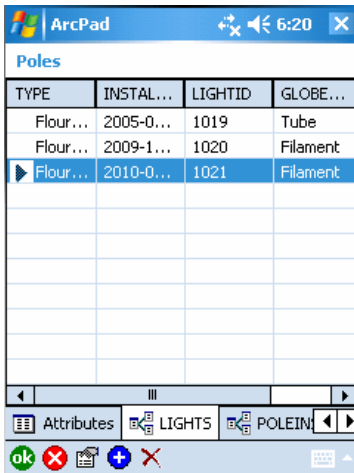 ArcPad 6:20
Poles
TYPE INSTAL... LIGHTID GLOBE...
Flour... 2005-0... 1019 Tube
Flour... 2009-1... 1020 Filament
Flour... 2010-0... 1021 Filament
Attributes LIGHTS POLEIN
ok